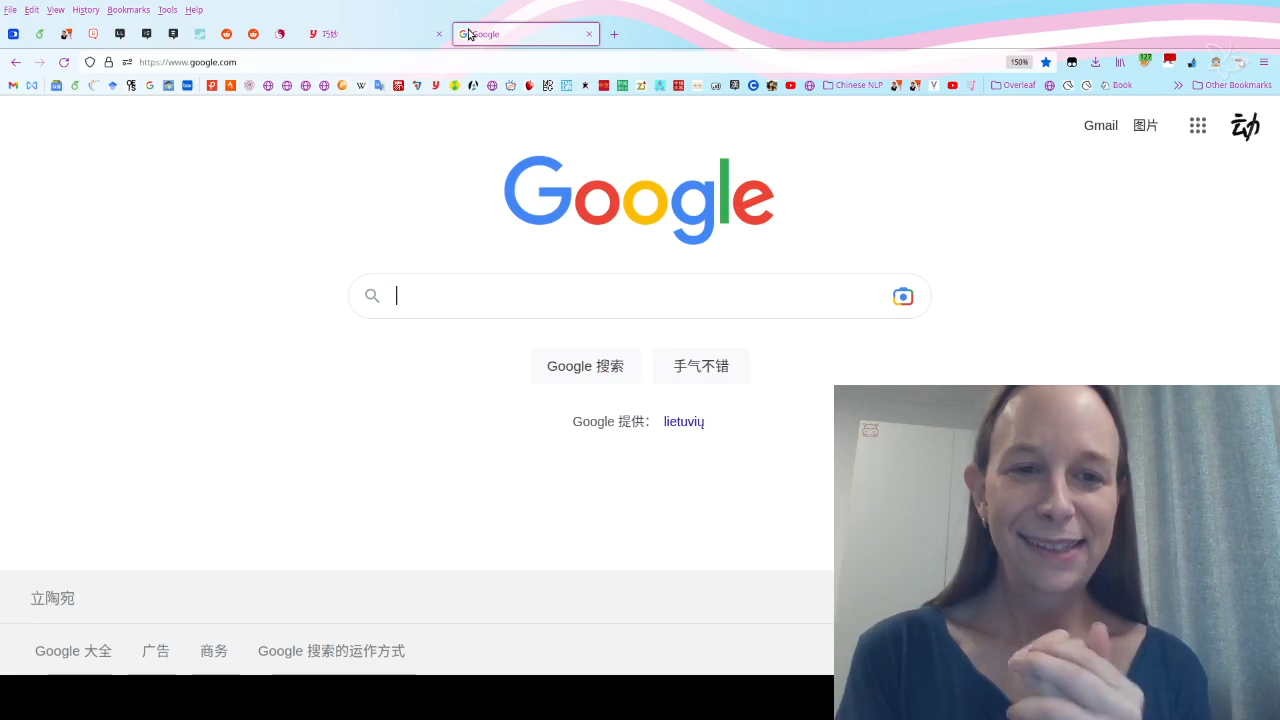 File Edit View History Bookmarks Tools Help
巧妙
Google
https://www.google.com
150%
127
Chinese NLP
Overleaf
Book
Other Bookmarks
Gmail 图片
动
Google
Google 搜索
手气不错
Google 提供: lietuvių
立陶宛
Google 大全 广告 商务 Google 搜索的运作方式